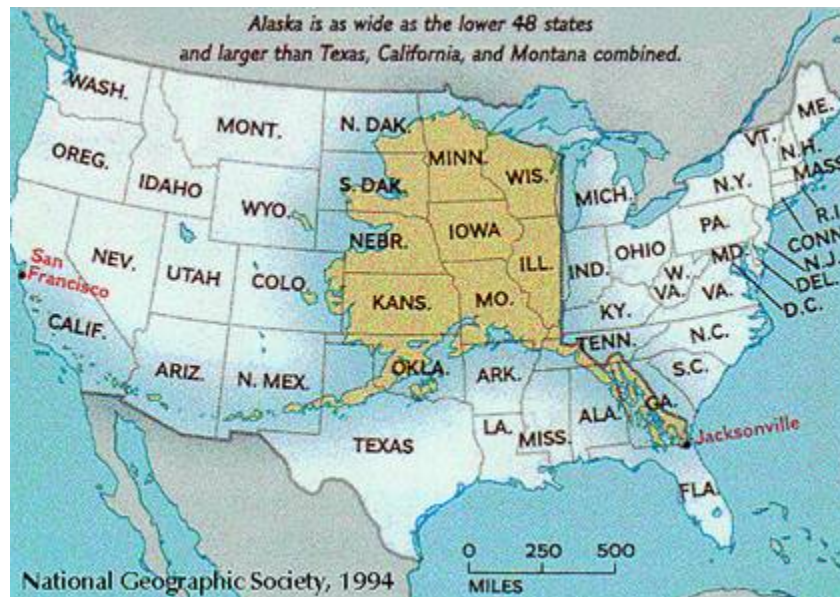 Alaska is as wide as the lower 48 states
and larger than Texas, California, and Montana combined.
WASH.
MONT.
N. DAK.
MINN.
ME.
VT.
N.H.
OREG.
IDAHO
S. DAK.
WIS.
MICH.
N.Y.
MASS
WYO.
R.I.
CONN
NEBR.
IOWA
PA.
N.J.
San
Francisco
NEV.
UTAH
COLO.
ILL.
IND.
OHIO
MD.
DEL.
W.
VA.
VA.
D.C.
KANS.
MO.
KY.
CALIF.
ARIZ.
N. MEX.
OKLA.
ARK.
TENN.
N.C.
S.C.
TEXAS
LA.
MISS.
ALA.
GA.
Jacksonville
FLA.
0 250 500
MILES
National Geographic Society, 1994